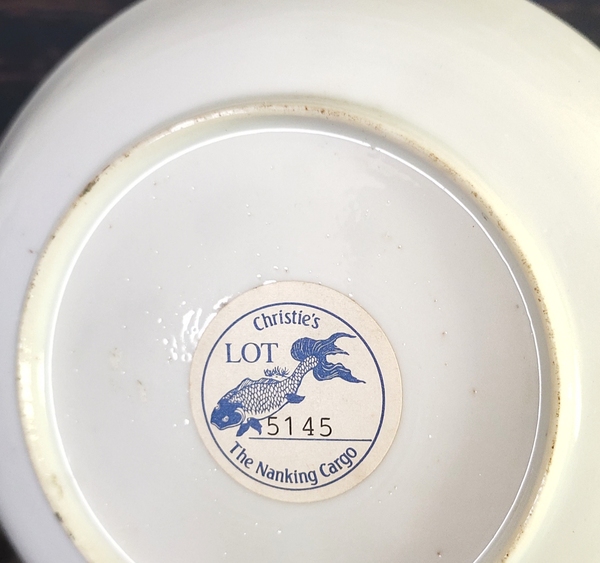 Christie's
LOT
5145
The Nanking Cargo